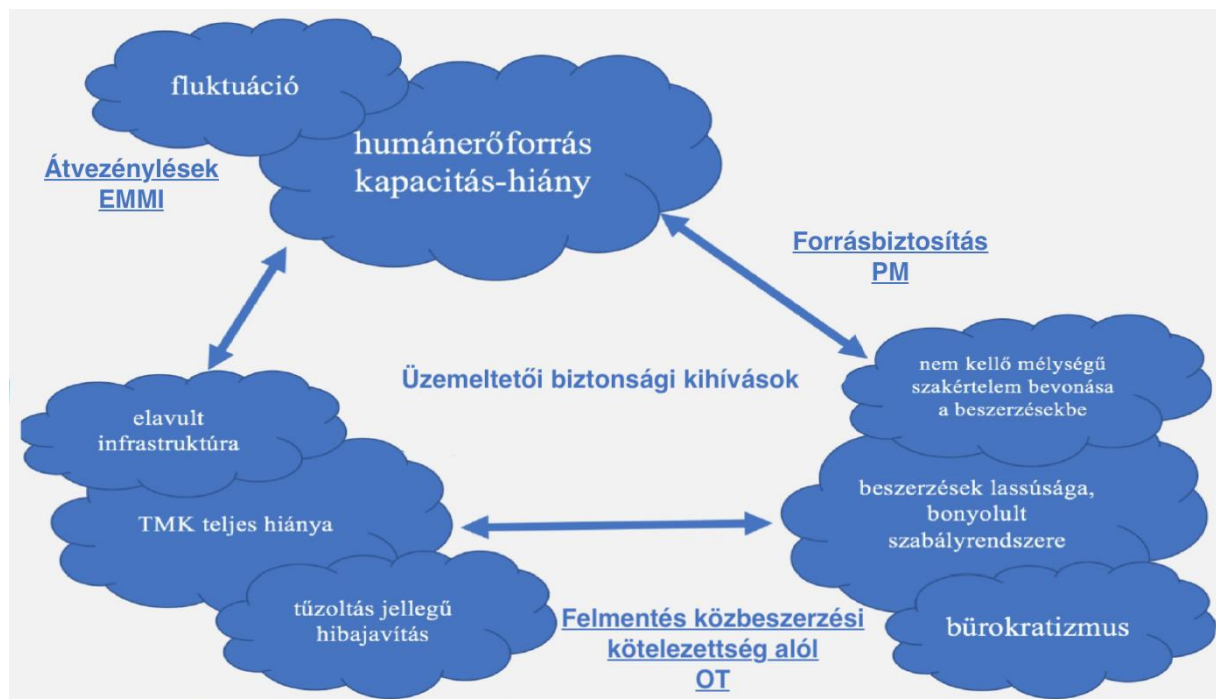 fluktuáció
humánerőforrás
kapacitás-hiány
Átvezénylések
EMMI
Forrásbiztosítás
PM
Üzemeltetői biztonsági kihívások
nem kellő mélységű
szakértelem bevonása
a beszerzésekbe
elavult
infrastruktúra
TMK teljes hiánya
tűzoltás jellegű
hibajavítás
beszerzések lassúsága,
bonyolult
szabályrendszere
bürokratizmus
Felmentés közbeszerzési
kötelezettség alól
OT